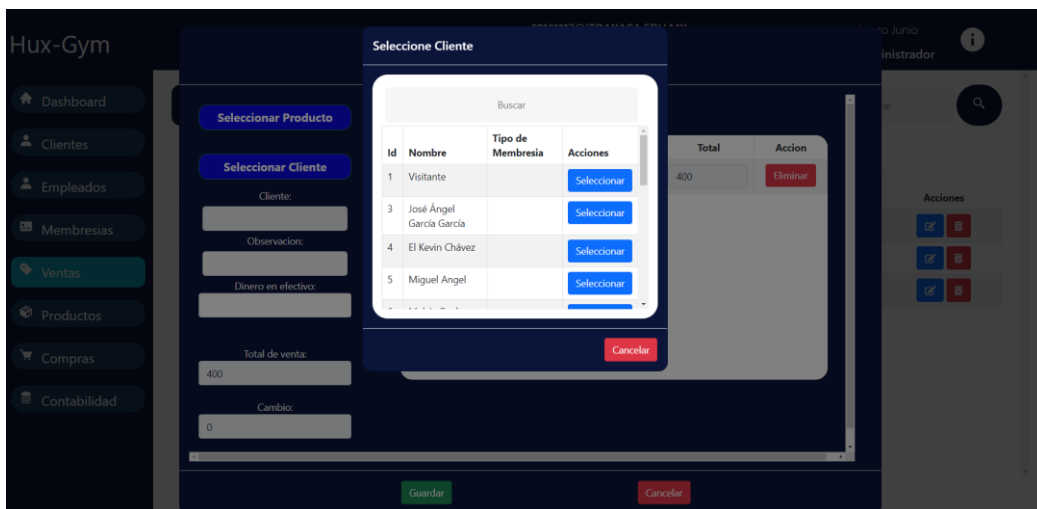 Hux-Gym
Junio
Seleccione Cliente
Dashboard
Clientes
Empleados
Membresias
Ventas
Productos
Compras
Contabilidad
Seleccionar Producto
Seleccionar Cliente
Cliente:
Observacion:
Dinero en efectivo:
Total de venta:
400
Cambio:
0
Buscar
Id Nombre Tipo de Membresia Acciones
1 Visitante Seleccionar
3 José Ángel García García Seleccionar
4 El Kevin Chávez Seleccionar
5 Miguel Angel Seleccionar
Cancelar
Total Accion
400 Eliminar
Acciones
Guardar
Cancelar